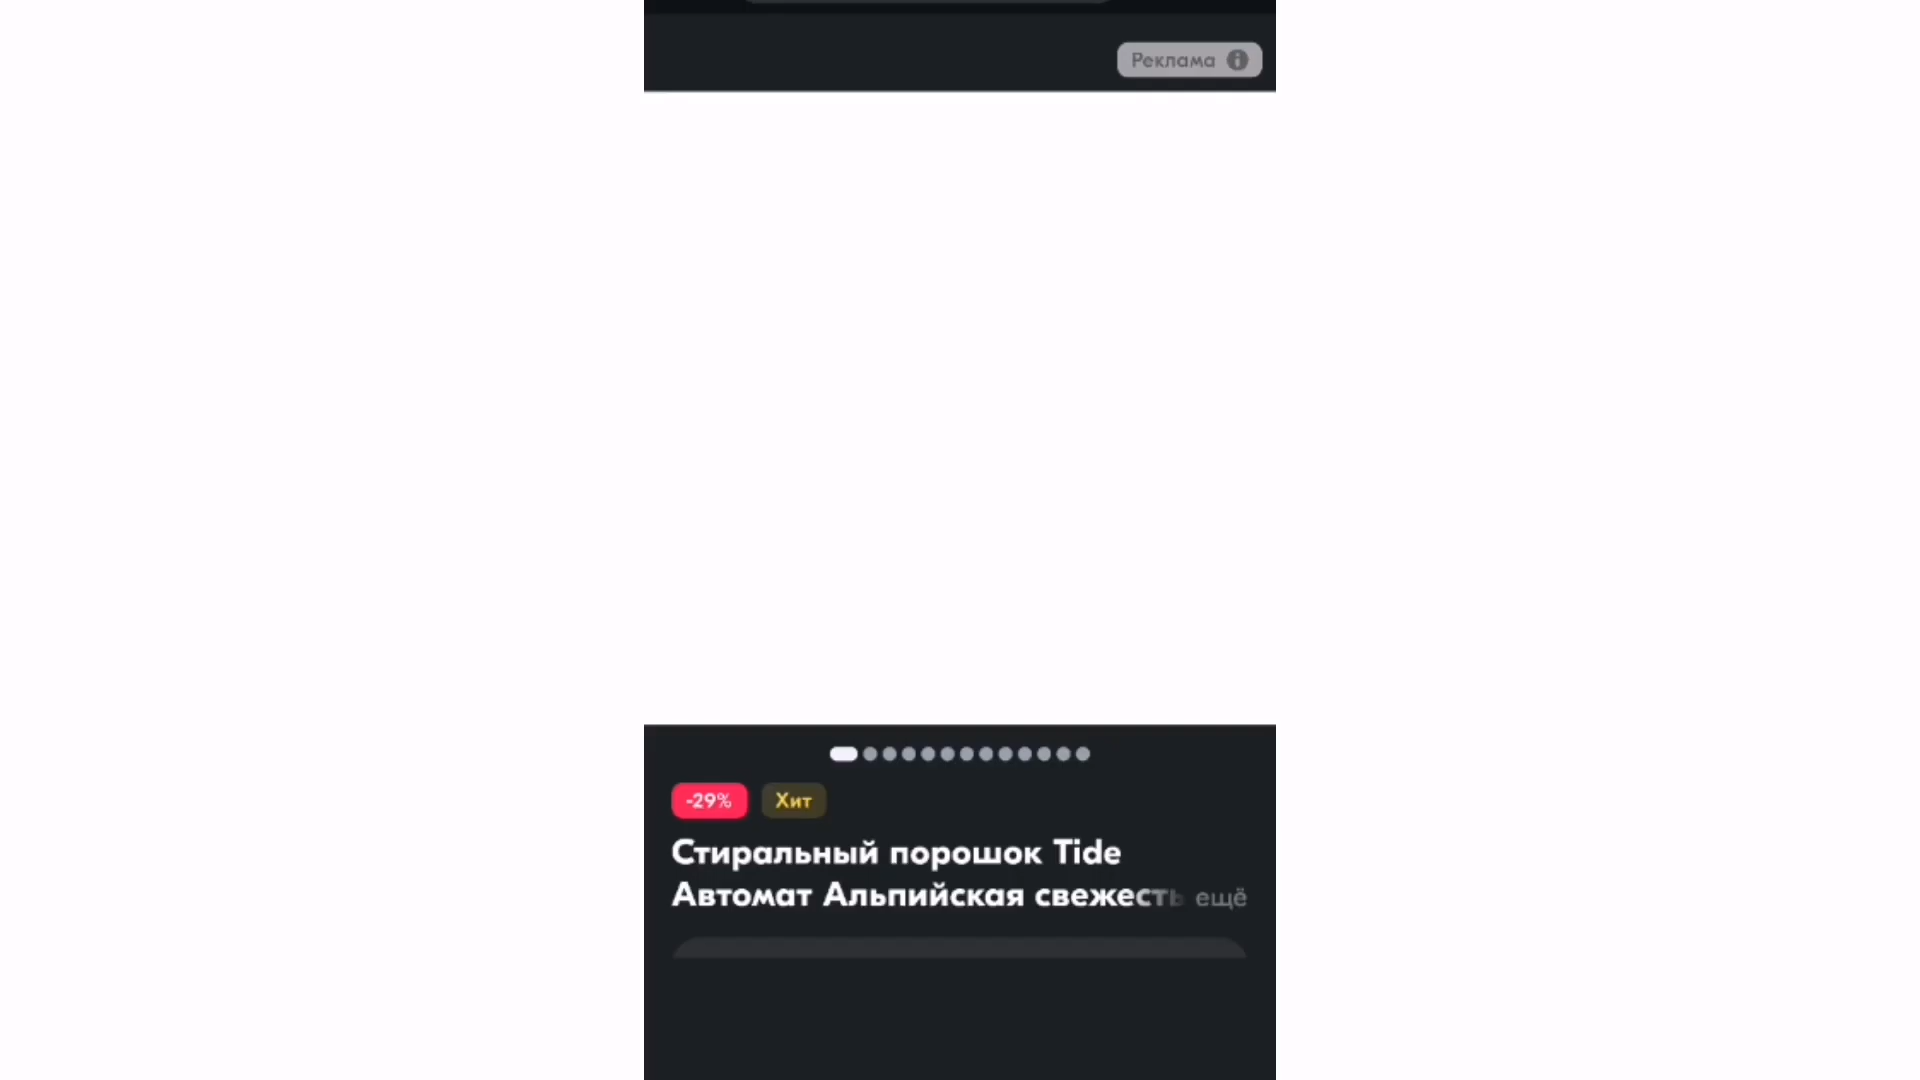 Реклама
-29% Хит
Стиральный порошок Tide
Автомат Альпийская свежесть ещё